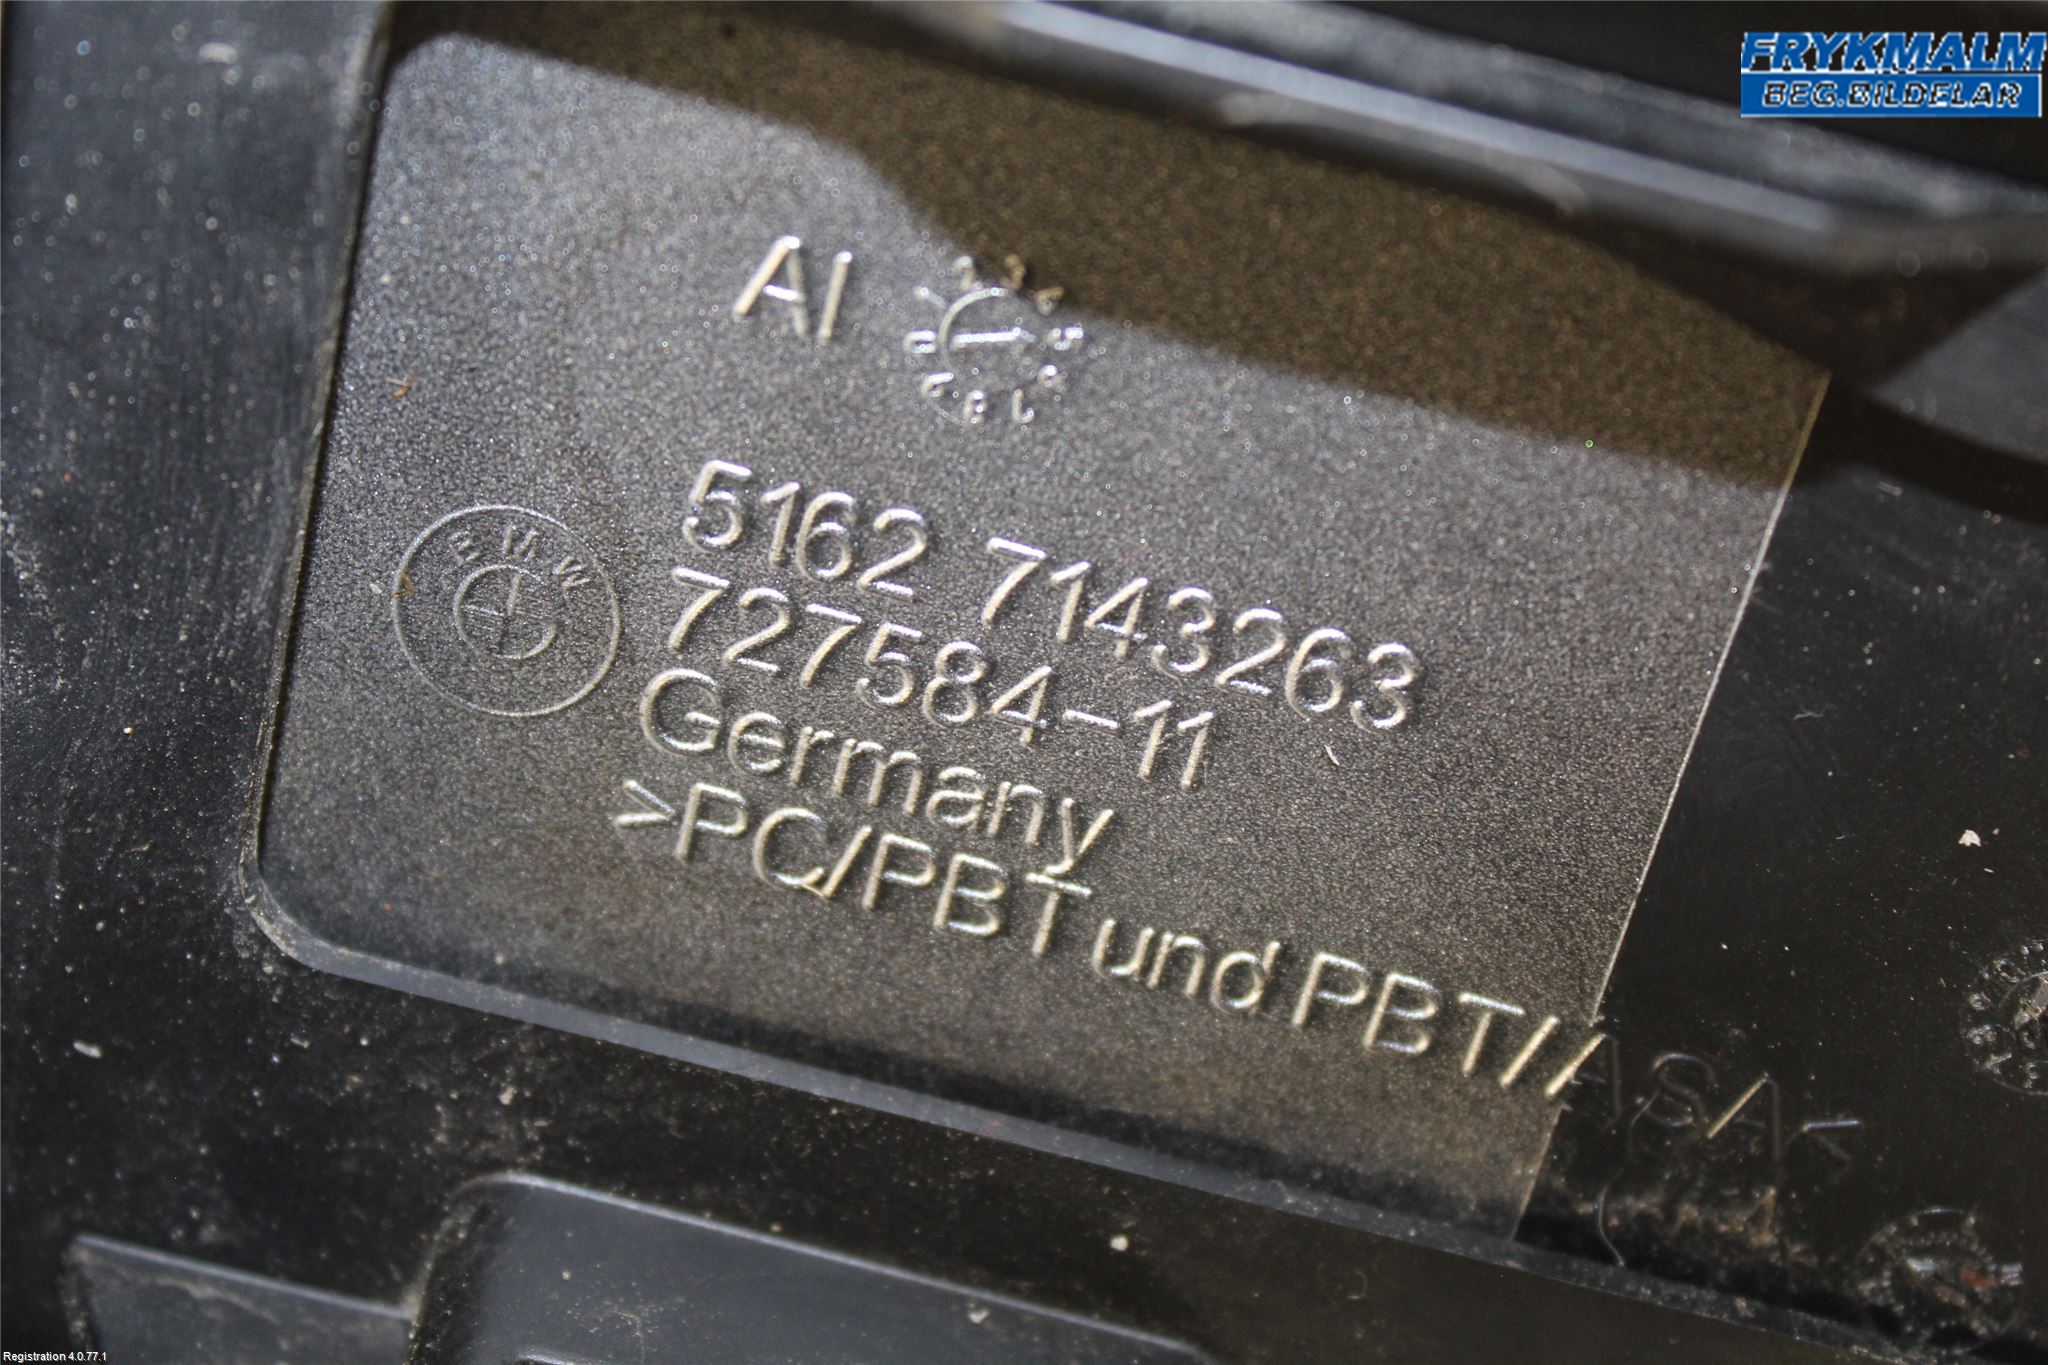 FRYKMALM
BEG.BILDELAR
AI
BMW
5162 7143263
727584-11
Germany
>PC/PBT und PBT//ASA<
Registration 4.0.77.1